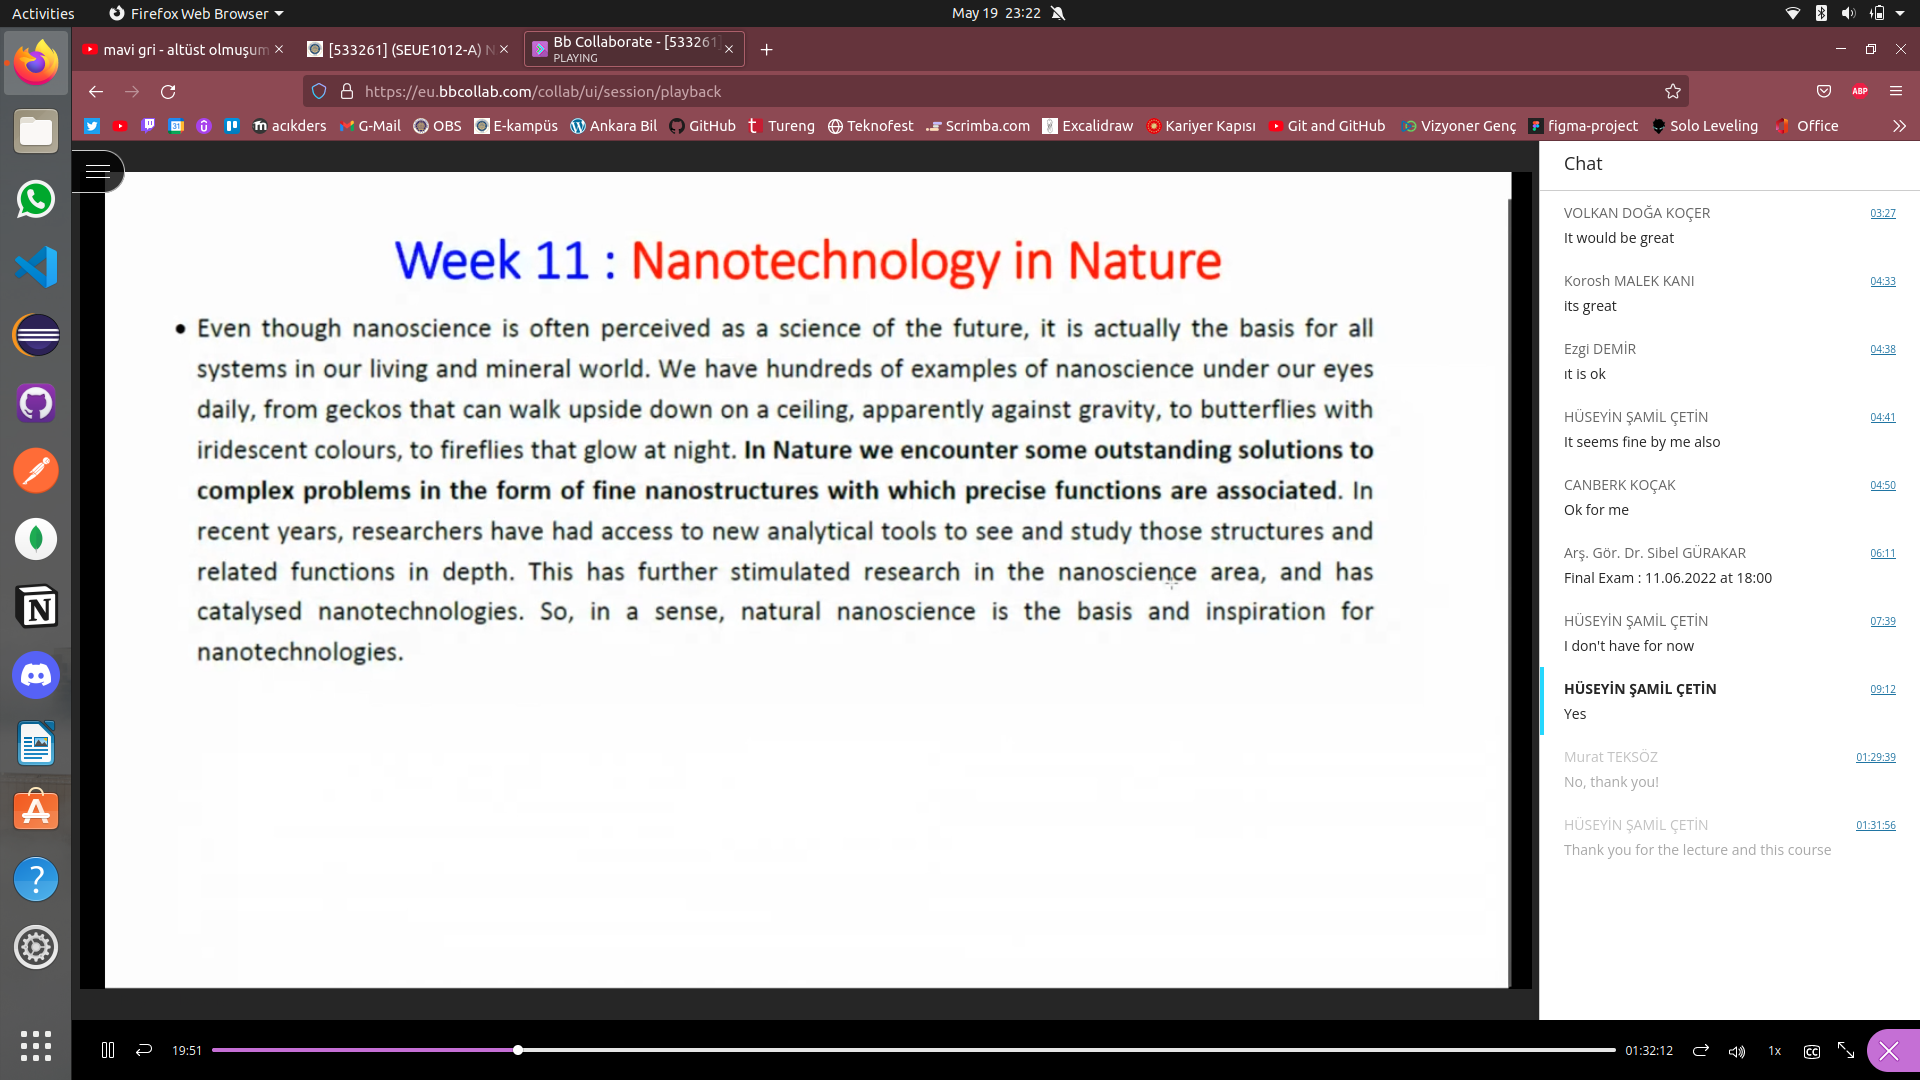 Activities
Firefox Web Browser
May 19 23:22
mavi gri - altüst olmuşum
[533261] (SEUE1012-A) N
Bb Collaborate - [533261]
PLAYING
https://eu.bbcollab.com/collab/ui/session/playback
ABP
acıkders
G-Mail
OBS
E-kampüs
Ankara Bil
GitHub
Tureng
Teknofest
Scrimba.com
Excalidraw
Kariyer Kapısı
Git and GitHub
Vizyoner Genç
figma-project
Solo Leveling
Office
Week 11 : Nanotechnology in Nature
• Even though nanoscience is often perceived as a science of the future, it is actually the basis for all
systems in our living and mineral world. We have hundreds of examples of nanoscience under our eyes
daily, from geckos that can walk upside down on a ceiling, apparently against gravity, to butterflies with
iridescent colours, to fireflies that glow at night. In Nature we encounter some outstanding solutions to
complex problems in the form of fine nanostructures with which precise functions are associated. In
recent years, researchers have had access to new analytical tools to see and study those structures and
related functions in depth. This has further stimulated research in the nanoscience area, and has
catalysed nanotechnologies. So, in a sense, natural nanoscience is the basis and inspiration for
nanotechnologies.
Chat
VOLKAN DOĞA KOÇER 03:27
It would be great
Korosh MALEK KANI 04:33
its great
Ezgi DEMİR 04:38
ıt is ok
HÜSEYİN ŞAMİL ÇETİN 04:41
It seems fine by me also
CANBERK KOÇAK 04:50
Ok for me
Arş. Gör. Dr. Sibel GÜRAKAR 06:11
Final Exam : 11.06.2022 at 18:00
HÜSEYİN ŞAMİL ÇETİN 07:39
I don't have for now
HÜSEYİN ŞAMİL ÇETİN 09:12
Yes
Murat TEKSÖZ 01:29:39
No, thank you!
HÜSEYİN ŞAMİL ÇETİN 01:31:56
Thank you for the lecture and this course
19:51
01:32:12
1x
CC